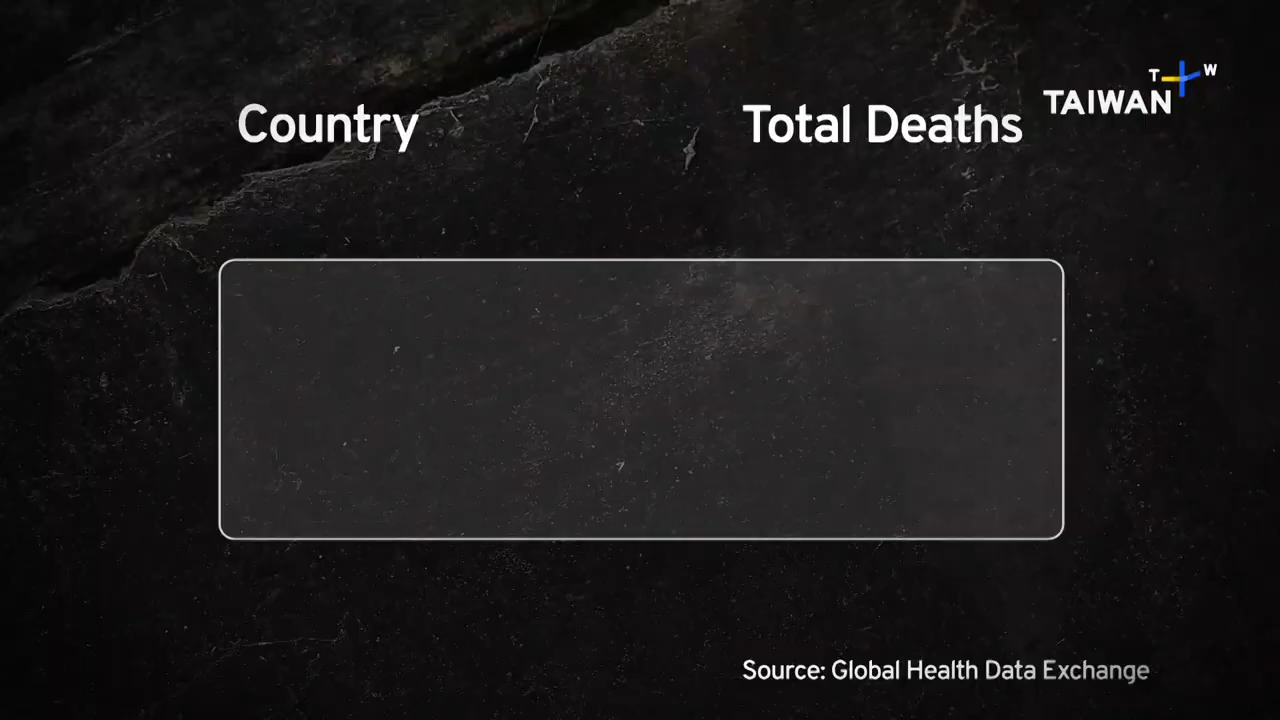 Country
Total Deaths
T W
TAIWAN
Source: Global Health Data Exchange